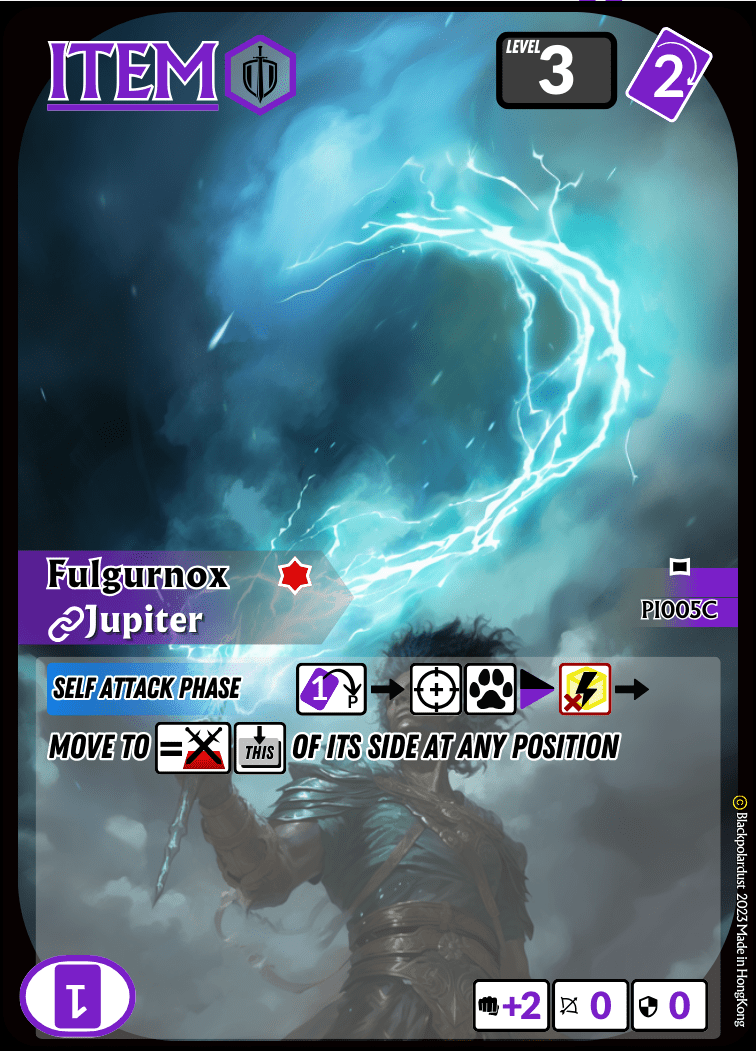 ITEM
LEVEL
3
2
Fulgurnox
Jupiter
PI005C
SELF ATTACK PHASE
1
P
MOVE TO = THIS OF ITS SIDE AT ANY POSITION
© Blackpolardust 2023 Made in HongKong
1
+2 0 0